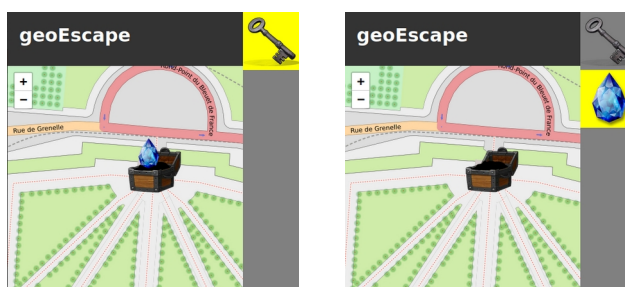 geoEscape
+
−
Rond-Point du Bleuet de France
Rue de Grenelle
geoEscape
+
−
Rond-Point du Bleuet de France
Rue de Grenelle